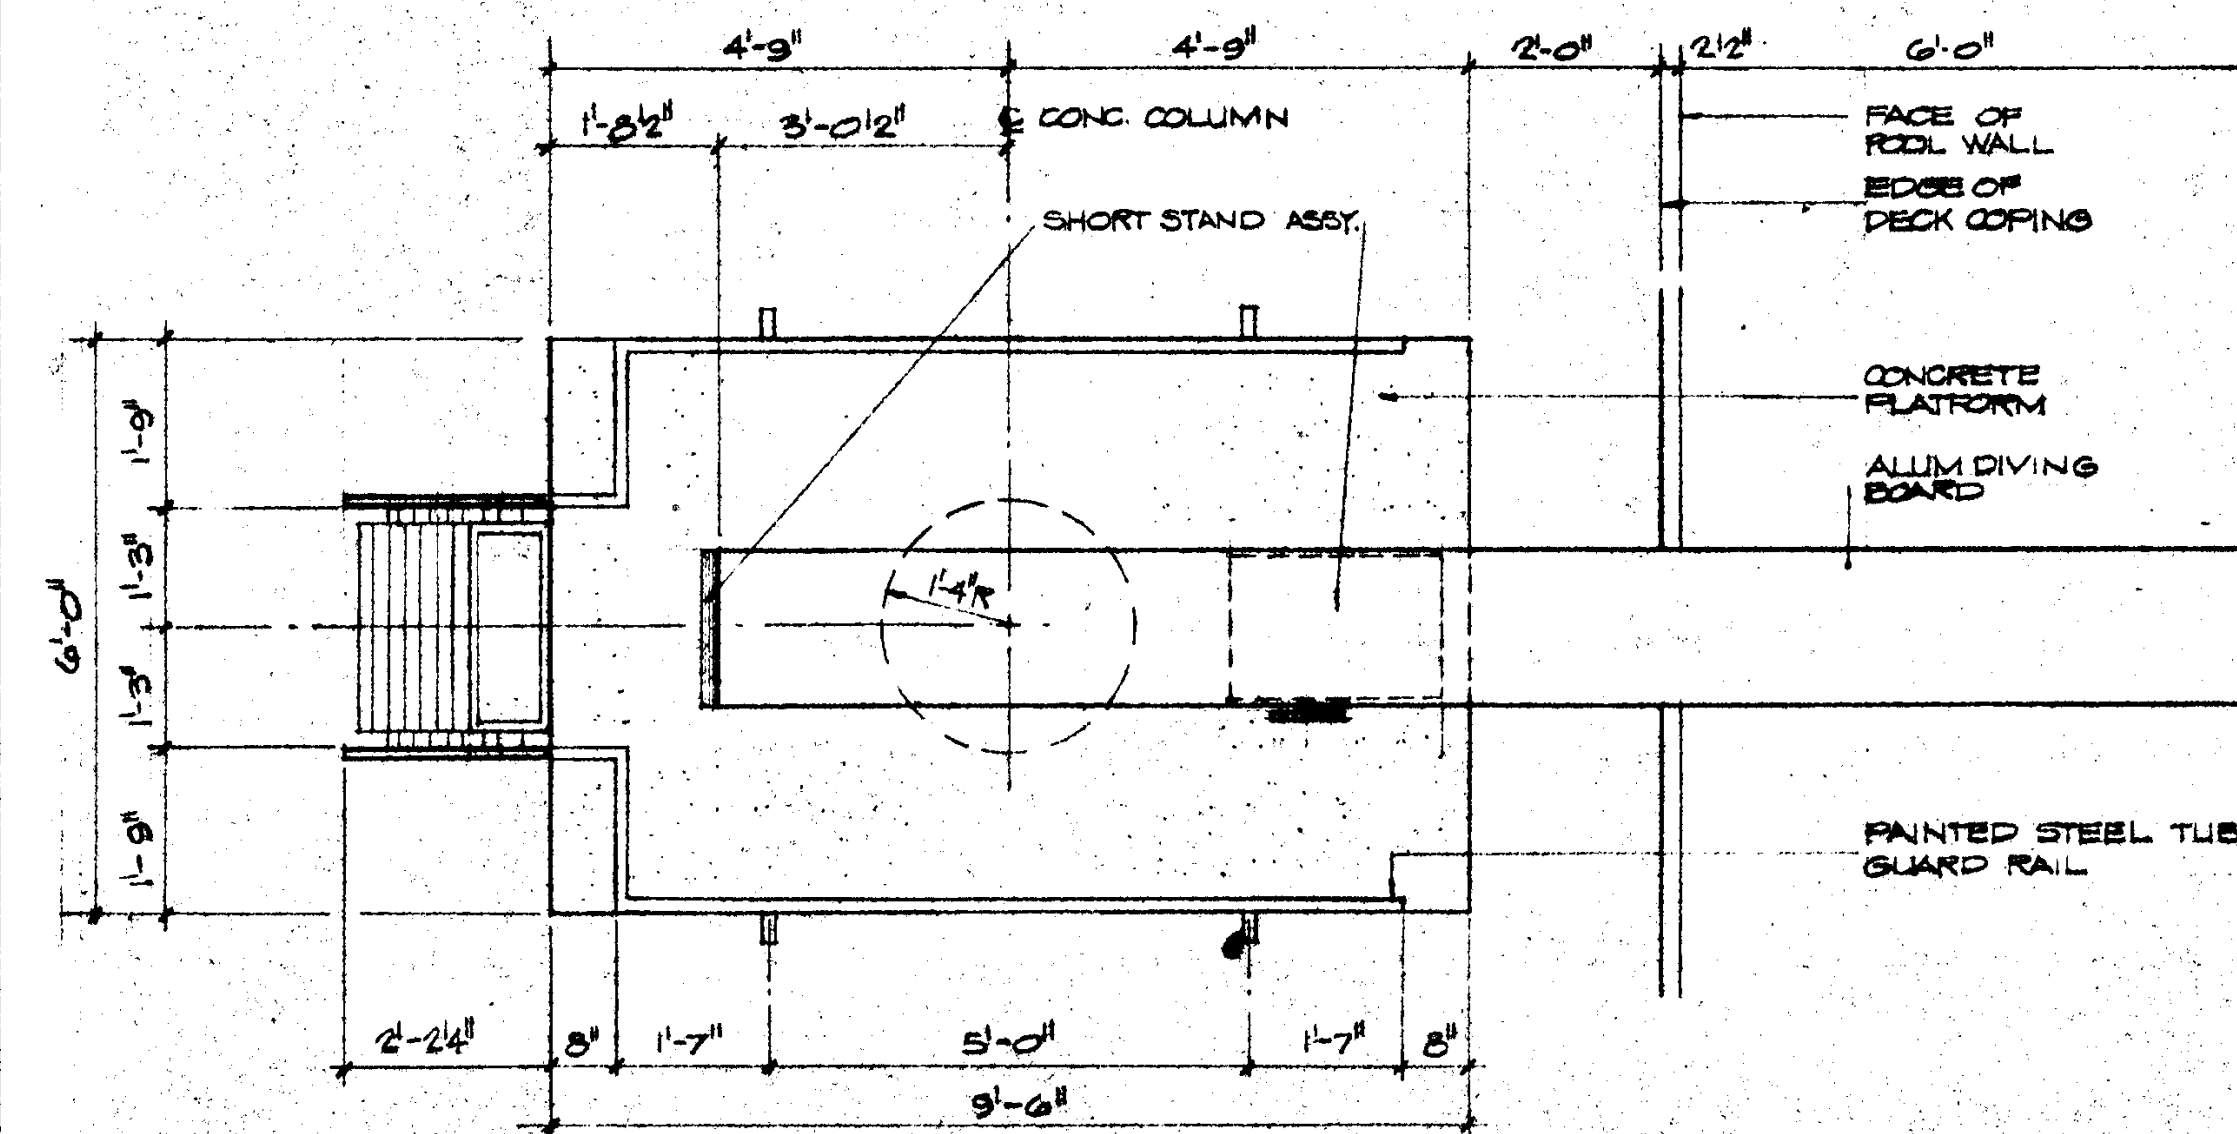 4'-9" 4'-9" 2'-0" 2½" 6'-0"
1'-8½" 3'-0½" ℄ CONC. COLUMN
FACE OF
POOL WALL
SHORT STAND ASSY.
EDGE OF
DECK COPING
CONCRETE
PLATFORM
ALUM DIVING
BOARD
1'-9"
1'-3"
6'-0"
1'-3"
1'-9"
1'-4"R
PAINTED STEEL TUB
GUARD RAIL
2'-2¼" 8" 1'-7" 5'-0" 1'-7" 8"
9'-6"